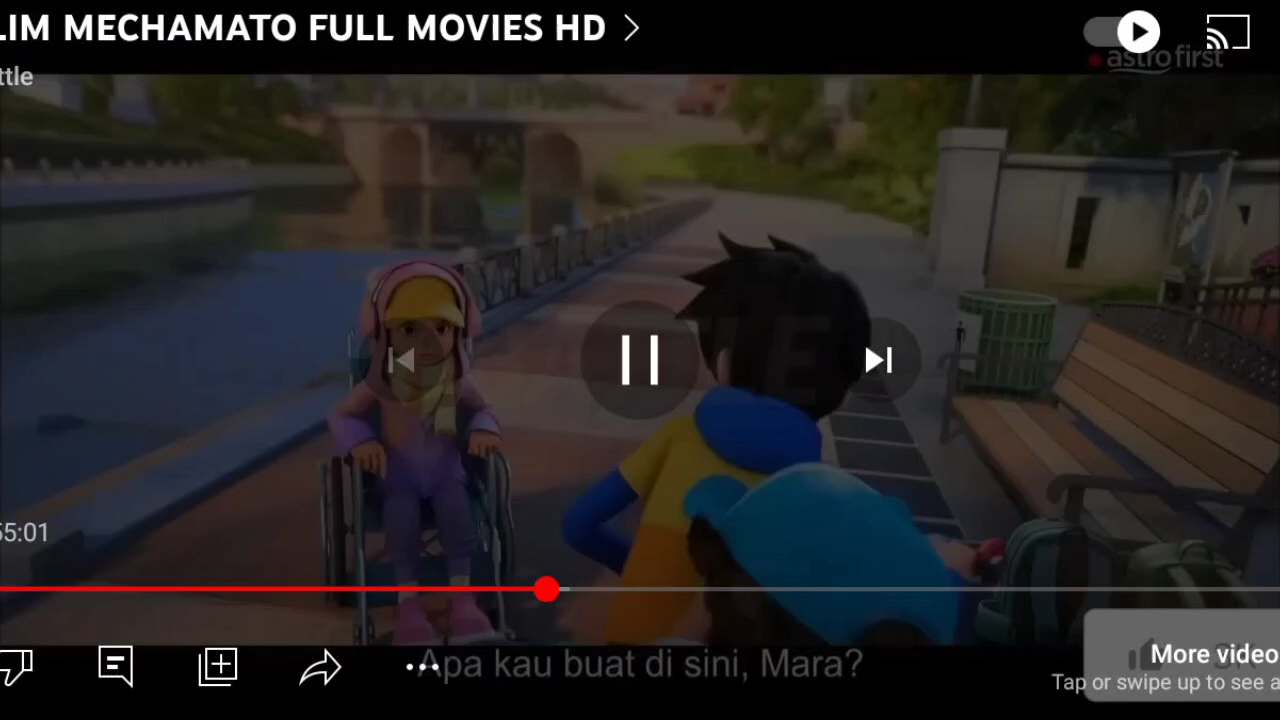 LIM MECHAMATO FULL MOVIES HD
astro first
ttle
55:01
Apa kau buat di sini, Mara?
More video
Tap or swipe up to see a